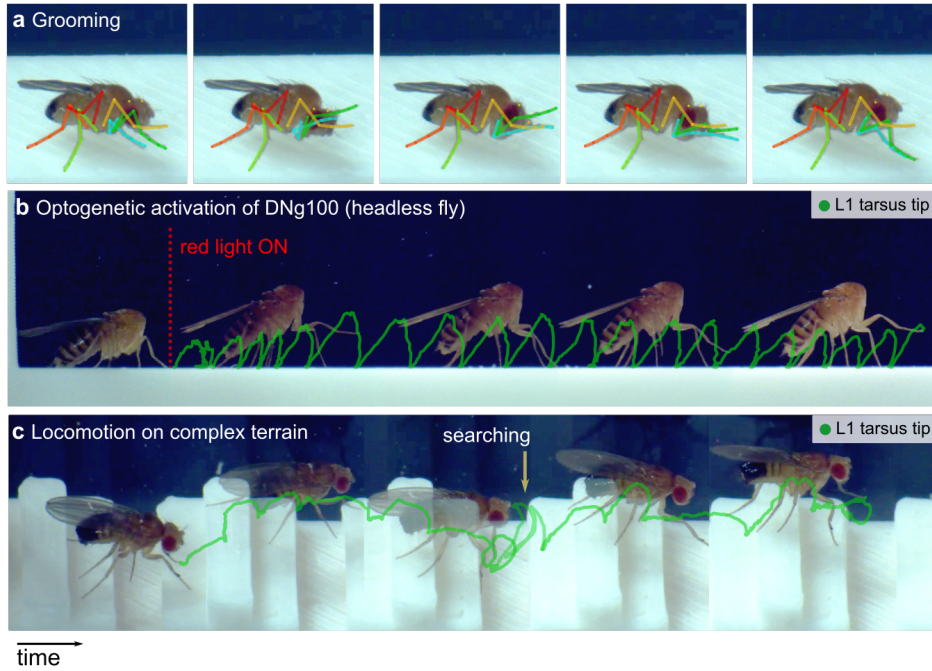 a Grooming
b Optogenetic activation of DNg100 (headless fly)
L1 tarsus tip
red light ON
c Locomotion on complex terrain
L1 tarsus tip
searching
time